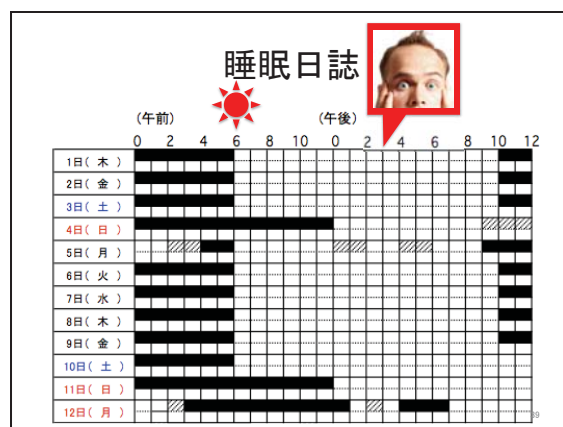 睡眠日誌
(午前) (午後)
0 2 4 6 8 10 0 2 4 6 8 10 12
1日( 木 )
2日( 金 )
3日( 土 )
4日( 日 )
5日( 月 )
6日( 火 )
7日( 水 )
8日( 木 )
9日( 金 )
10日( 土 )
11日( 日 )
12日( 月 )
39